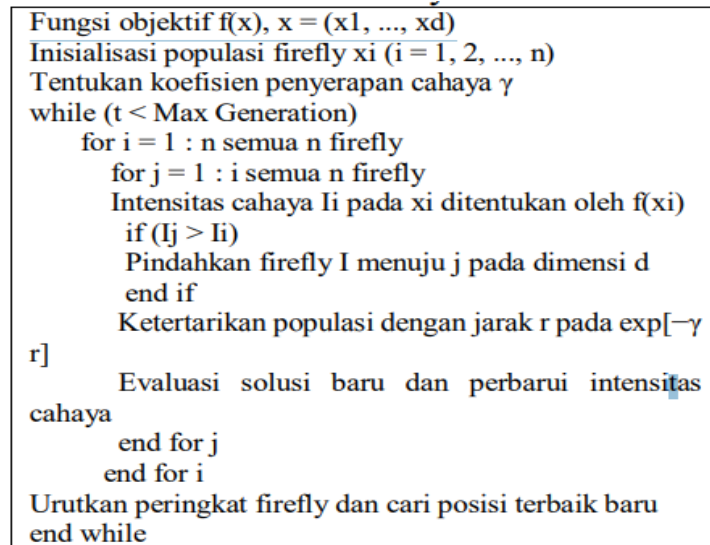 Fungsi objektif f(x), x = (x1, ..., xd)
Inisialisasi populasi firefly xi (i = 1, 2, ..., n)
Tentukan koefisien penyerapan cahaya γ
while (t < Max Generation)
for i = 1 : n semua n firefly
for j = 1 : i semua n firefly
Intensitas cahaya Ii pada xi ditentukan oleh f(xi)
if (Ij > Ii)
Pindahkan firefly I menuju j pada dimensi d
end if
Ketertarikan populasi dengan jarak r pada exp[−γ
r]
Evaluasi solusi baru dan perbarui intensitas
cahaya
end for j
end for i
Urutkan peringkat firefly dan cari posisi terbaik baru
end while